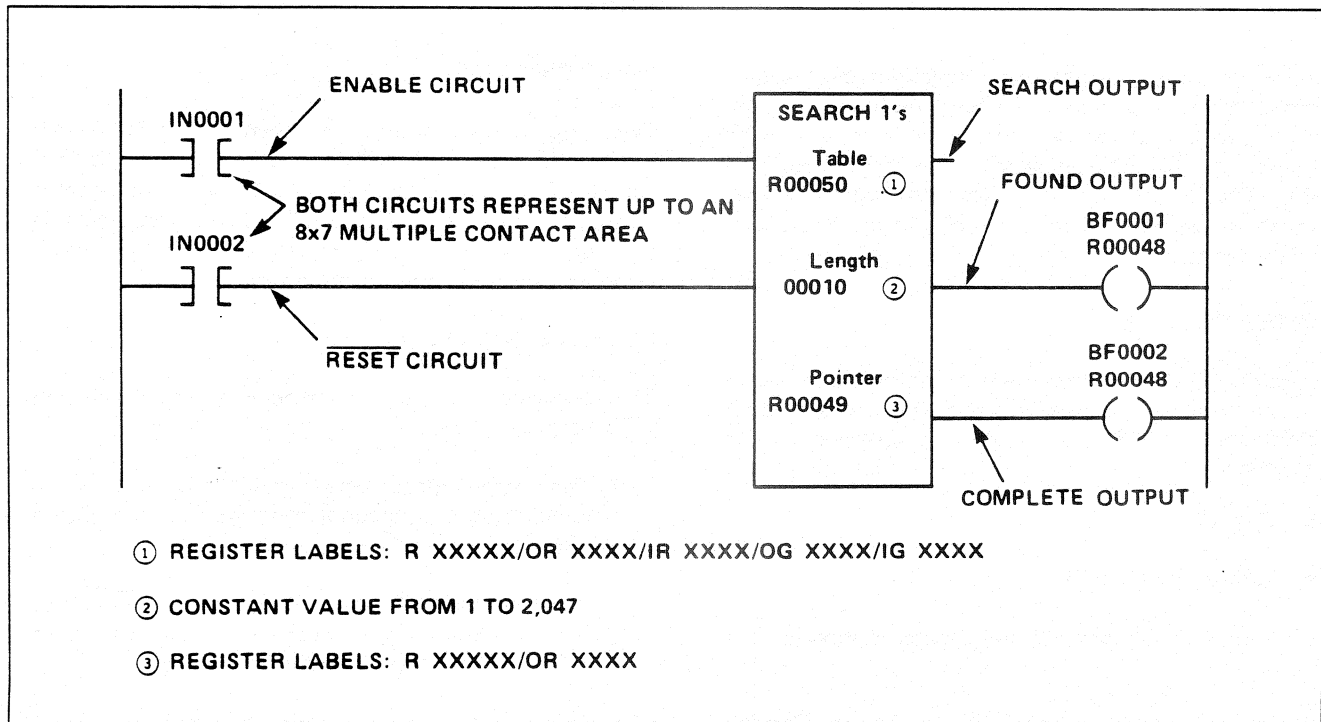 ENABLE CIRCUIT
SEARCH OUTPUT
IN0001
SEARCH 1's
Table
R00050 ①
FOUND OUTPUT
BOTH CIRCUITS REPRESENT UP TO AN
8x7 MULTIPLE CONTACT AREA
IN0002
BF0001
R00048
Length
00010 ②
RESET CIRCUIT
BF0002
R00048
Pointer
R00049 ③
COMPLETE OUTPUT
① REGISTER LABELS: R XXXXX/OR XXXX/IR XXXX/OG XXXX/IG XXXX
② CONSTANT VALUE FROM 1 TO 2,047
③ REGISTER LABELS: R XXXXX/OR XXXX